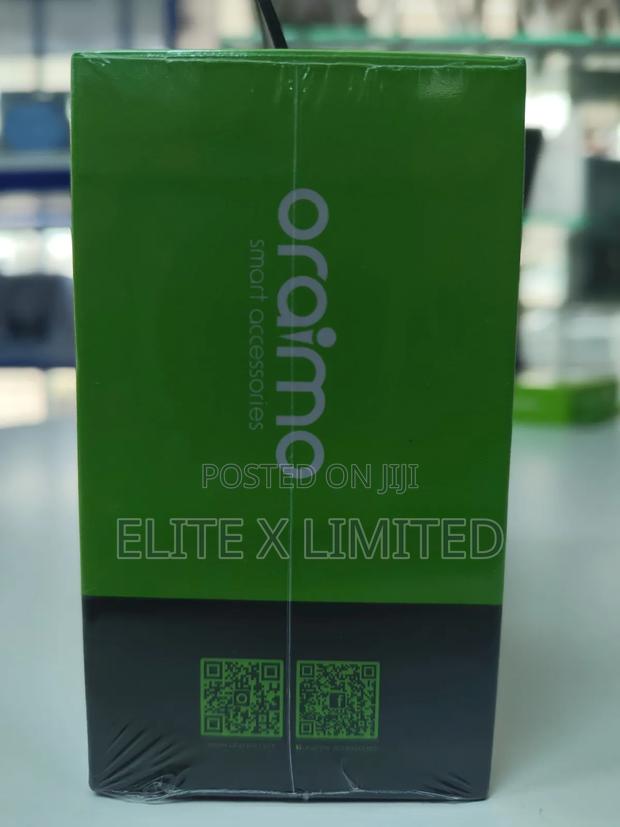 oraimo
smart accessories
POSTED ON JIJI
ELITE X LIMITED